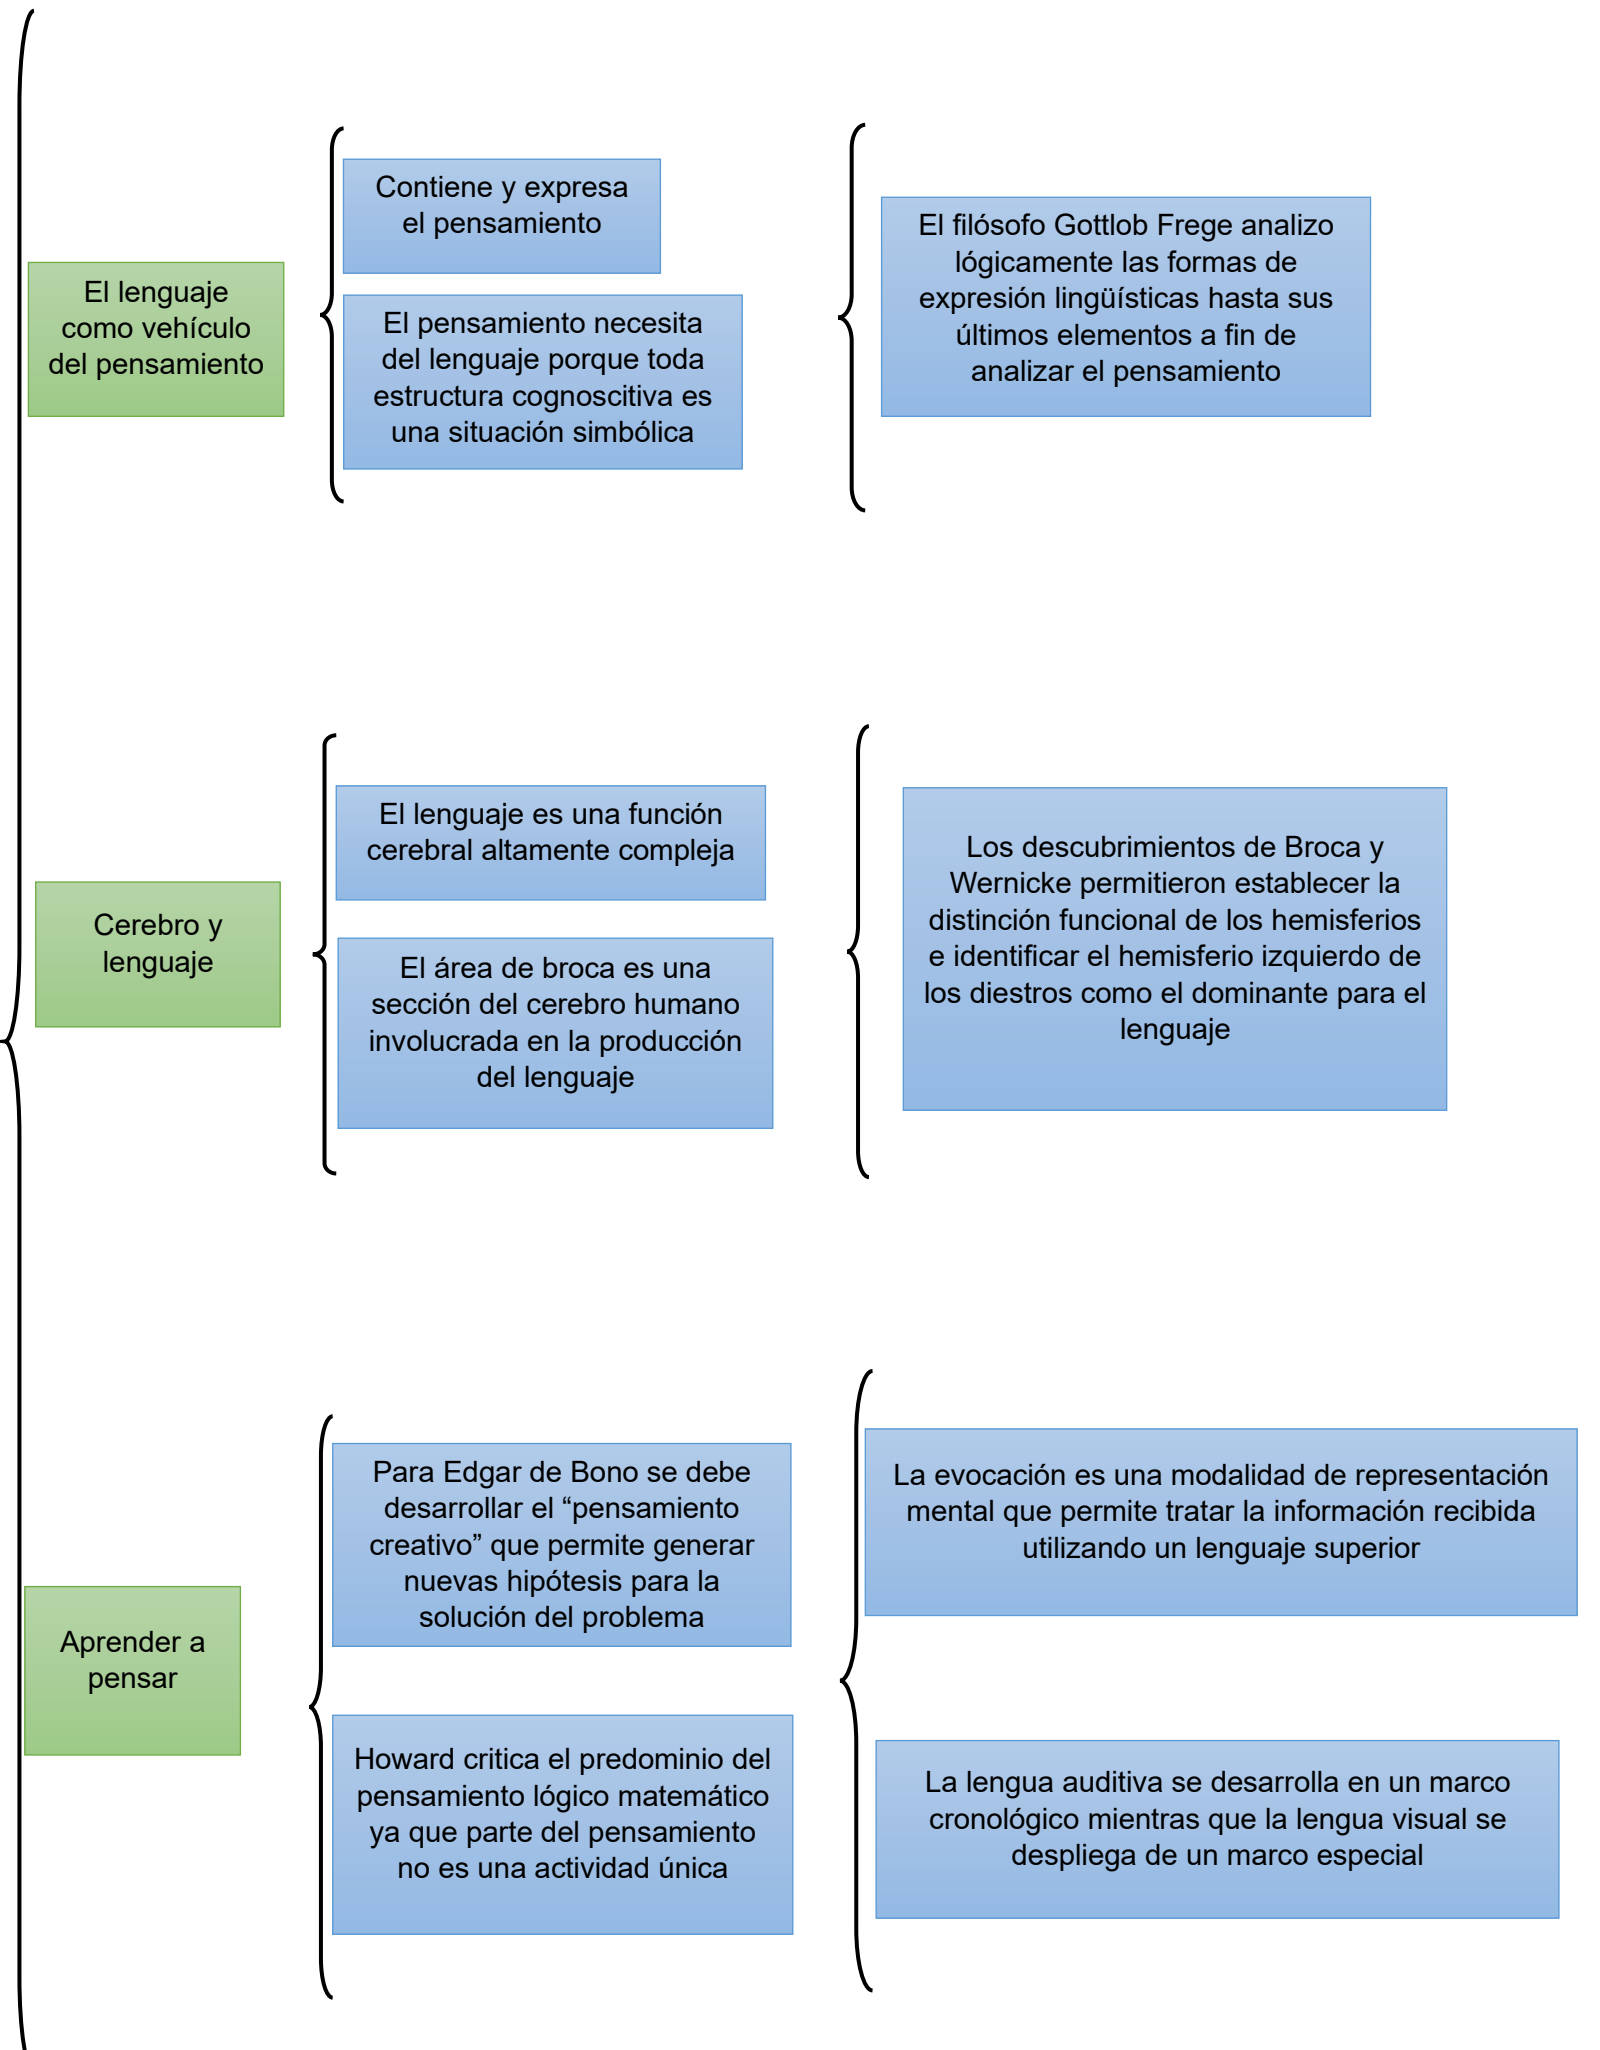 El lenguaje
como vehículo
del pensamiento
Contiene y expresa
el pensamiento
El pensamiento necesita
del lenguaje porque toda
estructura cognoscitiva es
una situación simbólica
El filósofo Gottlob Frege analizo
lógicamente las formas de
expresión lingüísticas hasta sus
últimos elementos a fin de
analizar el pensamiento
Cerebro y
lenguaje
El lenguaje es una función
cerebral altamente compleja
El área de broca es una
sección del cerebro humano
involucrada en la producción
del lenguaje
Los descubrimientos de Broca y
Wernicke permitieron establecer la
distinción funcional de los hemisferios
e identificar el hemisferio izquierdo de
los diestros como el dominante para el
lenguaje
Aprender a
pensar
Para Edgar de Bono se debe
desarrollar el “pensamiento
creativo” que permite generar
nuevas hipótesis para la
solución del problema
Howard critica el predominio del
pensamiento lógico matemático
ya que parte del pensamiento
no es una actividad única
La evocación es una modalidad de representación
mental que permite tratar la información recibida
utilizando un lenguaje superior
La lengua auditiva se desarrolla en un marco
cronológico mientras que la lengua visual se
despliega de un marco especial